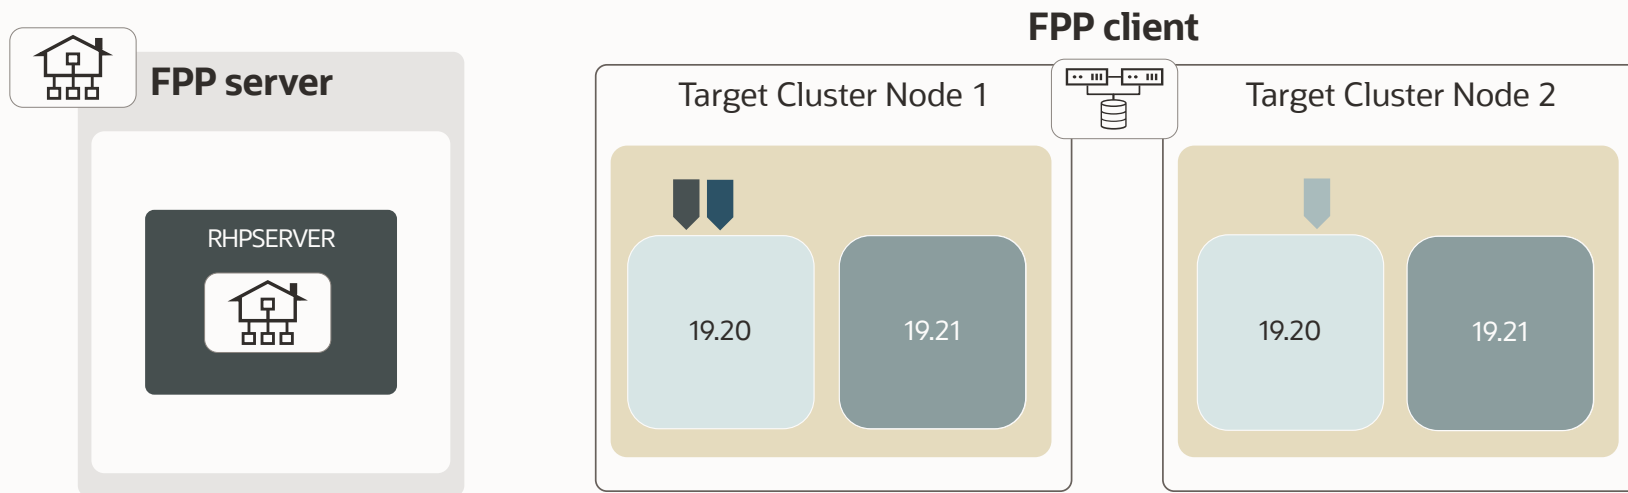 FPP client
FPP server
Target Cluster Node 1
Target Cluster Node 2
RHPSERVER
19.20
19.21
19.20
19.21